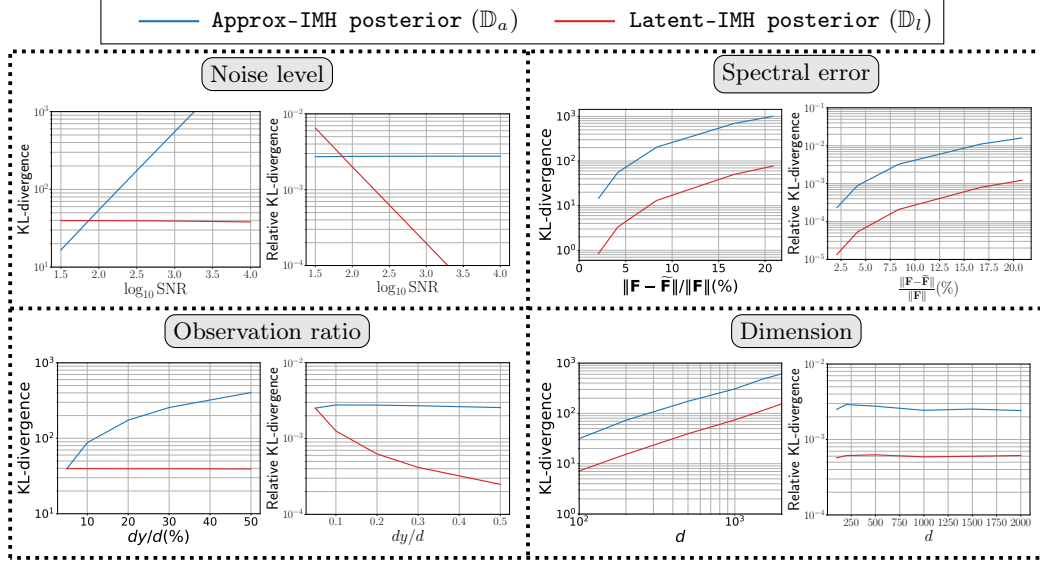 Approx-IMH posterior (𝔻ₐ) Latent-IMH posterior (𝔻ₗ)
Noise level
KL-divergence
10³
10²
10¹
1.5 2.0 2.5 3.0 3.5 4.0
log₁₀ SNR
Relative KL-divergence
10⁻²
10⁻³
10⁻⁴
1.5 2.0 2.5 3.0 3.5 4.0
log₁₀ SNR
Spectral error
KL-divergence
10³
10²
10¹
10⁰
0 5 10 15 20
‖F − F̃‖/‖F‖(%)
Relative KL-divergence
10⁻¹
10⁻²
10⁻³
10⁻⁴
10⁻⁵
2.5 5.0 7.5 10.0 12.5 15.0 17.5 20.0
‖F−F̃‖
‖F‖ (%)
Observation ratio
KL-divergence
10³
10²
10¹
10 20 30 40 50
dy/d(%)
Relative KL-divergence
10⁻²
10⁻³
10⁻⁴
0.1 0.2 0.3 0.4 0.5
dy/d
Dimension
KL-divergence
10³
10²
10¹
10⁰
10² 10³
d
Relative KL-divergence
10⁻²
10⁻³
10⁻⁴
250 500 750 1000 1250 1500 1750 2000
d